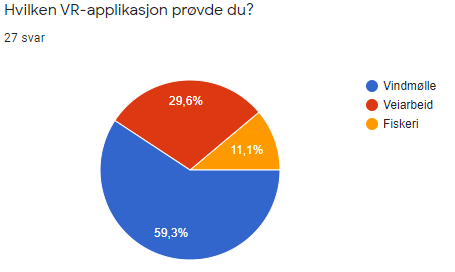 Hvilken VR-applikasjon prøvde du?
27 svar
Vindmølle
Veiarbeid
Fiskeri
29,6%
11,1%
59,3%